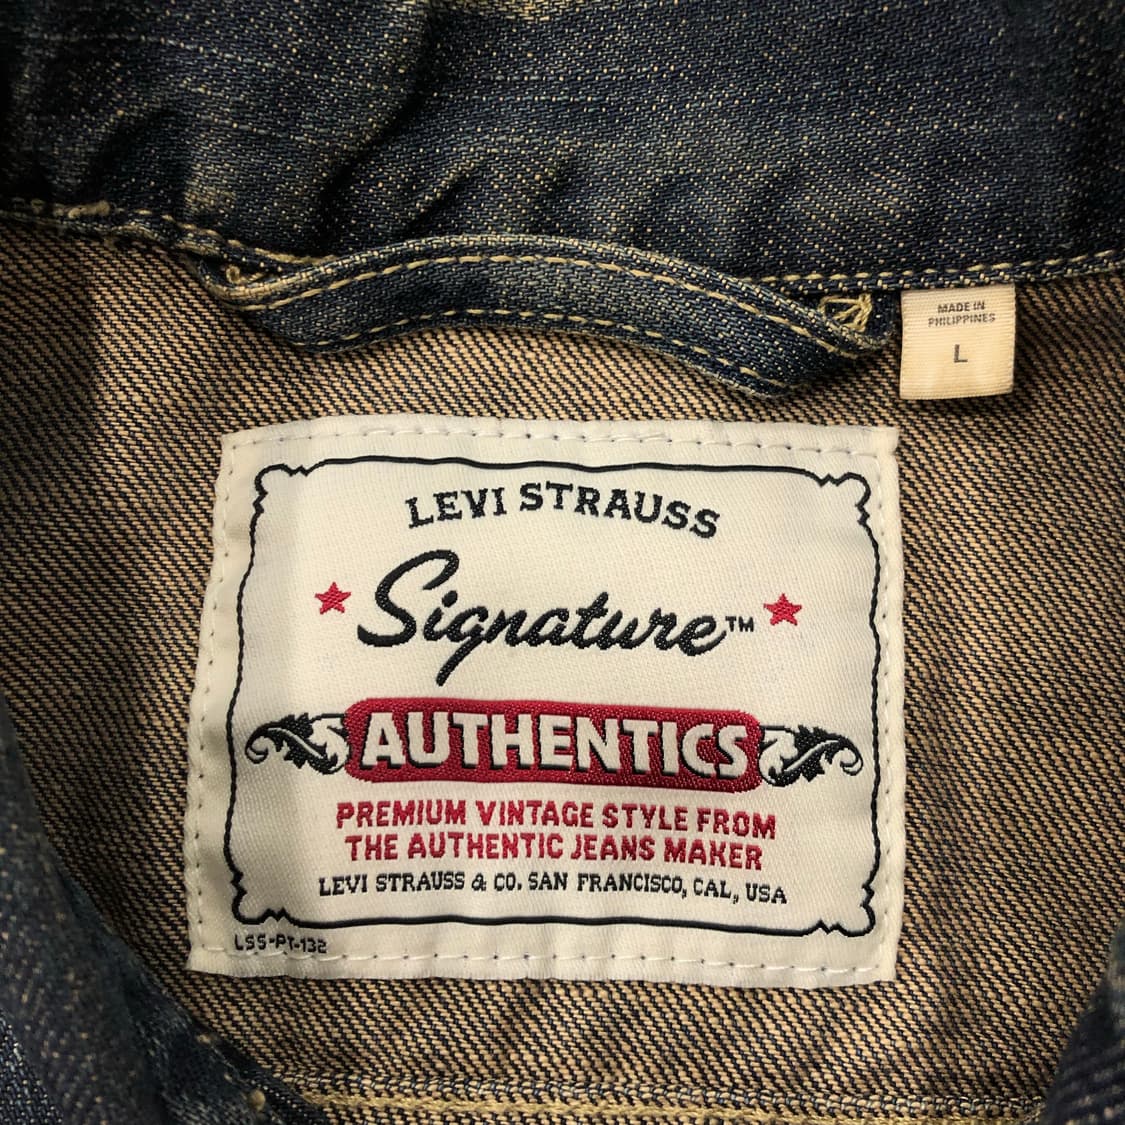 MADE IN
PHILIPPINES
L
LEVI STRAUSS
Signature™
AUTHENTICS
PREMIUM VINTAGE STYLE FROM
THE AUTHENTIC JEANS MAKER
LEVI STRAUSS & CO. SAN FRANCISCO, CAL, USA
LSS-PT-132